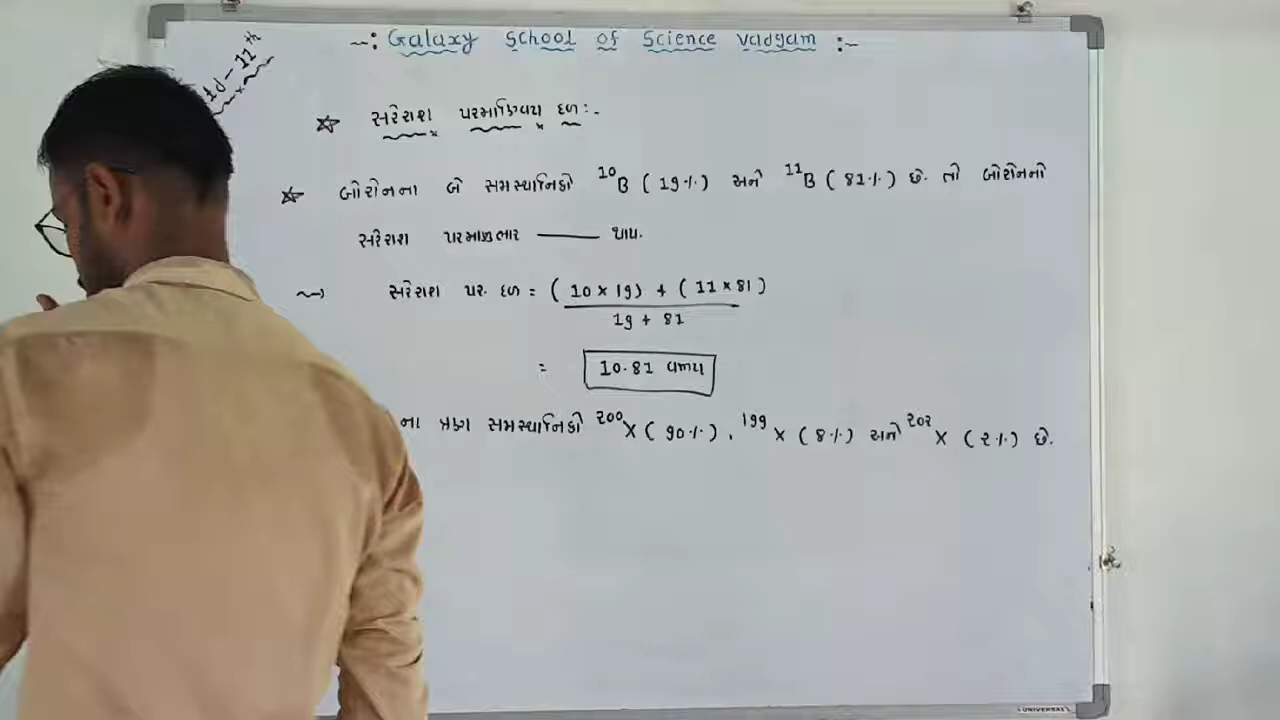 ~: Galaxy School of Science Vadgam :~
11th
☆ સરેરાશ પરમાણ્વિય દળ:-
☆ બોરોનના બે સમસ્થાનિકો ¹⁰B (19%) અને ¹¹B (81%) છે. તો બોરોનનો
સરેરાશ પરમાણુભાર ——— થાય.
~→ સરેરાશ પર. દળ = (10 × 19) + (11 × 81)
19 + 81
= 10.81
ના ત્રણ સમસ્થાનિકો ²⁰⁰X (90%), ¹⁹⁹X (8%) અને ²⁰²X (2%) છે.
UNIVERSAL